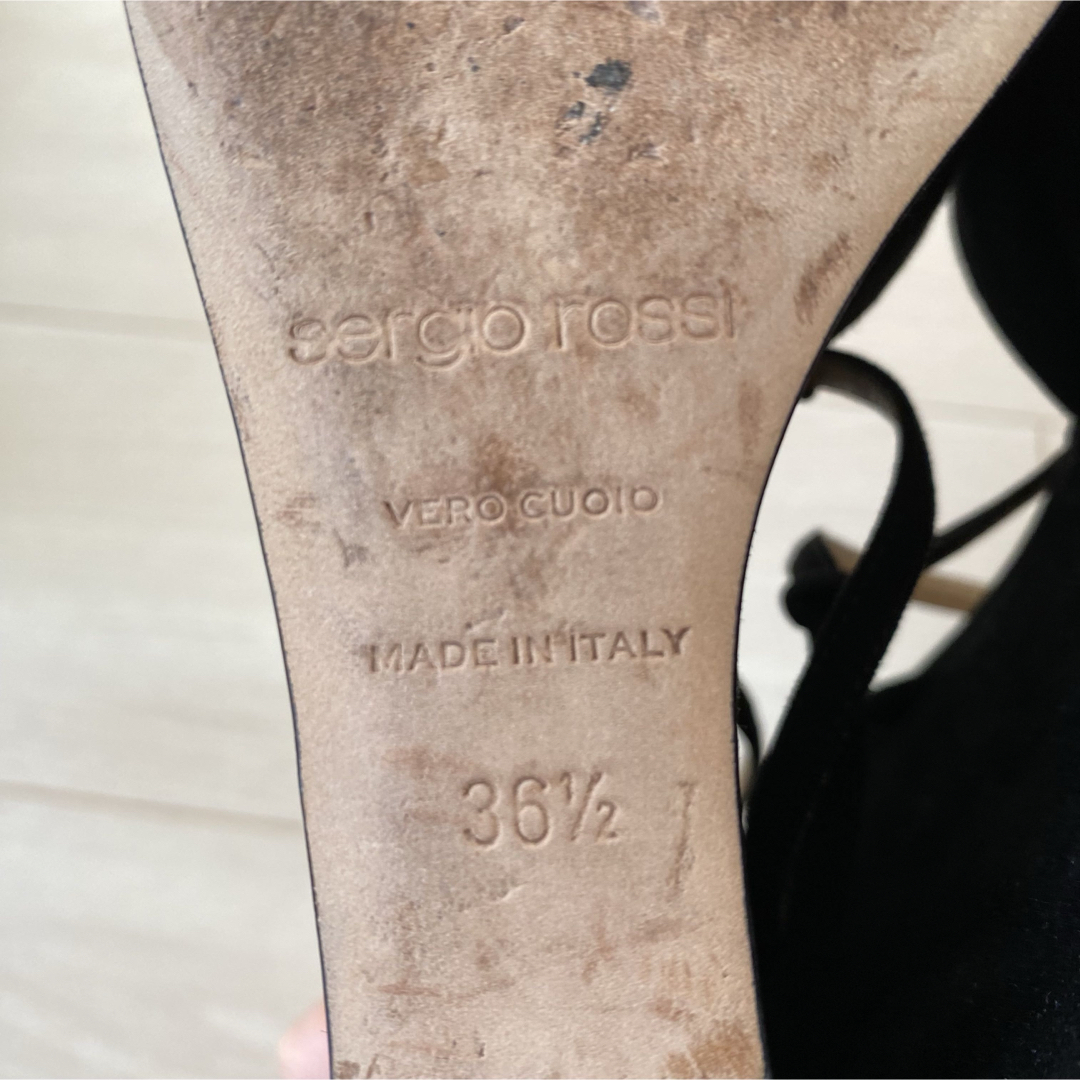 sergio rossi
VERO CUOIO
MADE IN ITALY
36½